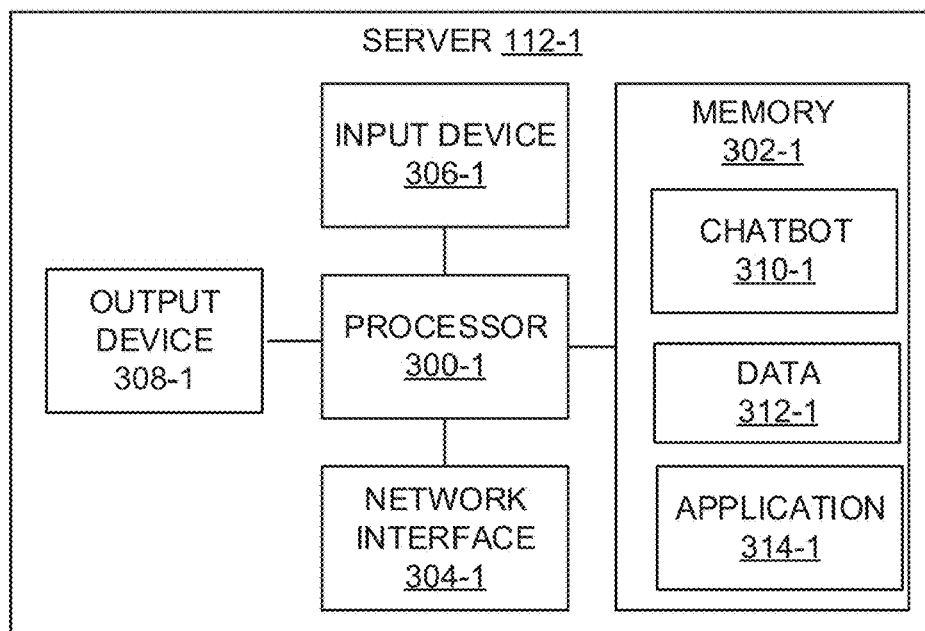 SERVER 112-1
INPUT DEVICE
306-1
MEMORY
302-1
CHATBOT
310-1
OUTPUT
DEVICE
308-1
PROCESSOR
300-1
DATA
312-1
NETWORK
INTERFACE
304-1
APPLICATION
314-1